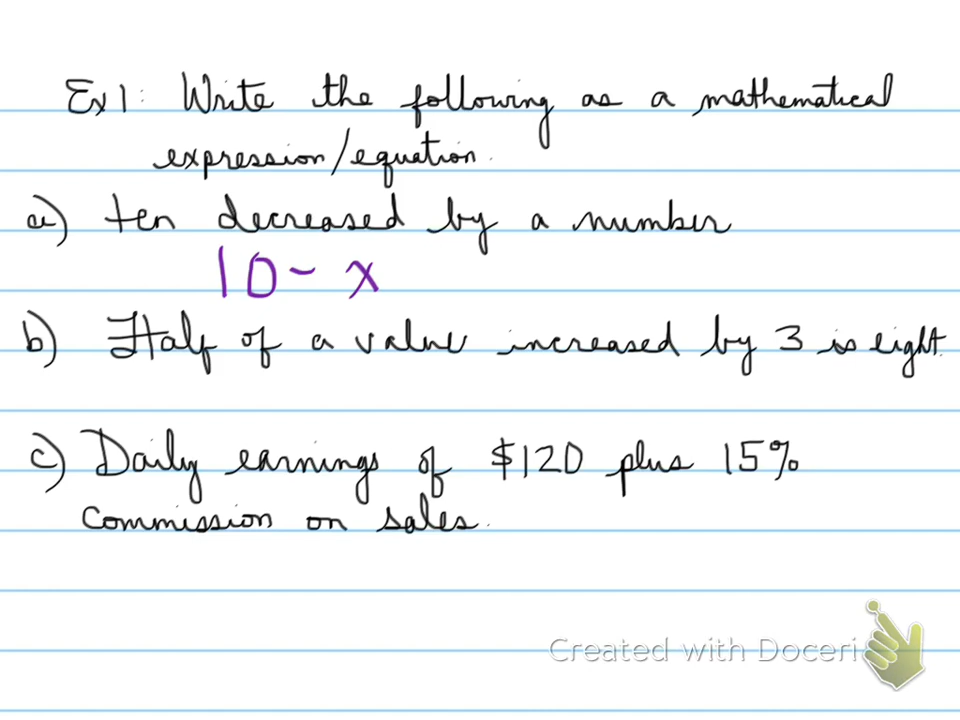 Ex1: Write the following as a mathematical
expression/equation.
a) ten decreased by a number
10 - x
b) Half of a value increased by 3 is eight.
c) Daily earnings of $120 plus 15%
commission on sales.
Created with Doceri